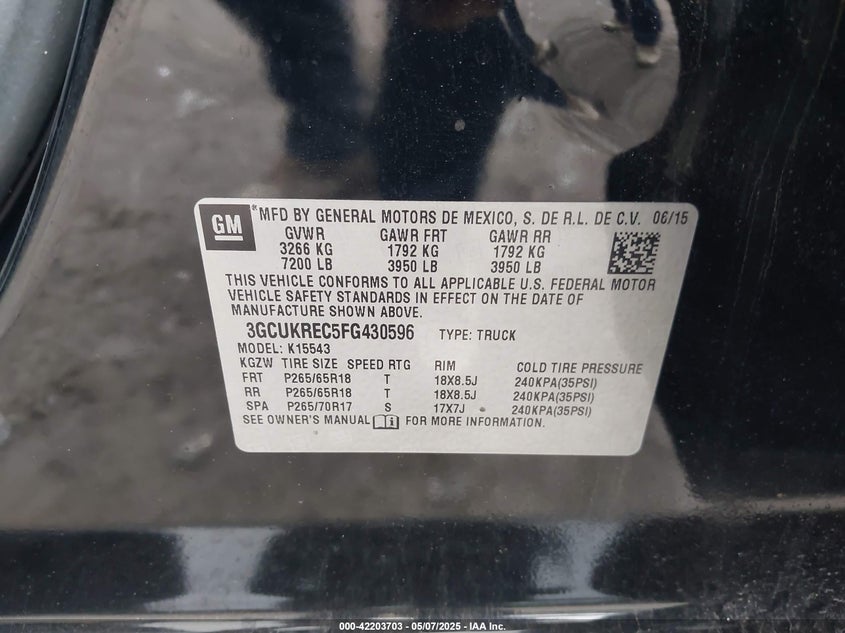 GM *MFD BY GENERAL MOTORS DE MEXICO, S. DE R.L. DE C.V. 06/15
GVWR GAWR FRT GAWR RR
3266 KG 1792 KG 1792 KG
7200 LB 3950 LB 3950 LB
THIS VEHICLE CONFORMS TO ALL APPLICABLE U.S. FEDERAL MOTOR
VEHICLE SAFETY STANDARDS IN EFFECT ON THE DATE OF
MANUFACTURE SHOWN ABOVE.
3GCUKREC5FG430596 TYPE: TRUCK
MODEL: K15543
KGZW TIRE SIZE SPEED RTG RIM COLD TIRE PRESSURE
FRT P265/65R18 T 18X8.5J 240KPA(35PSI)
RR P265/65R18 T 18X8.5J 240KPA(35PSI)
SPA P265/70R17 S 17X7J 240KPA(35PSI)
SEE OWNER'S MANUAL FOR MORE INFORMATION.
000-42203703 - 05/07/2025 - IAA Inc.